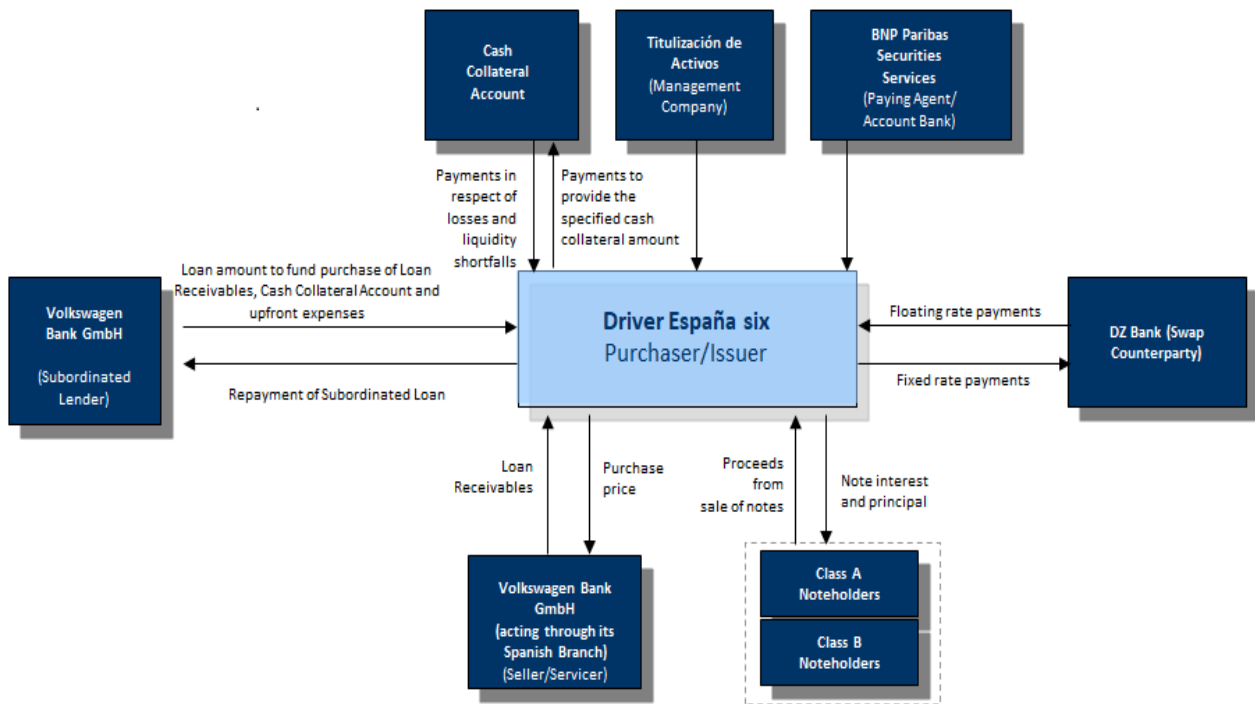 Cash
Collateral
Account
Titulización de
Activos
(Management
Company)
BNP Paribas
Securities
Services
(Paying Agent/
Account Bank)
Payments in
respect of
losses and
liquidity
shortfalls
Payments to
provide the
specified cash
collateral amount
Loan amount to fund purchase of Loan
Receivables, Cash Collateral Account and
upfront expenses
Volkswagen
Bank GmbH
(Subordinated
Lender)
Repayment of Subordinated Loan
Driver España six
Purchaser/Issuer
Floating rate payments
Fixed rate payments
DZ Bank (Swap
Counterparty)
Loan
Receivables
Purchase
price
Proceeds
from
sale of notes
Note interest
and principal
Volkswagen Bank
GmbH
(acting through its
Spanish Branch)
(Seller/Servicer)
Class A
Noteholders
Class B
Noteholders